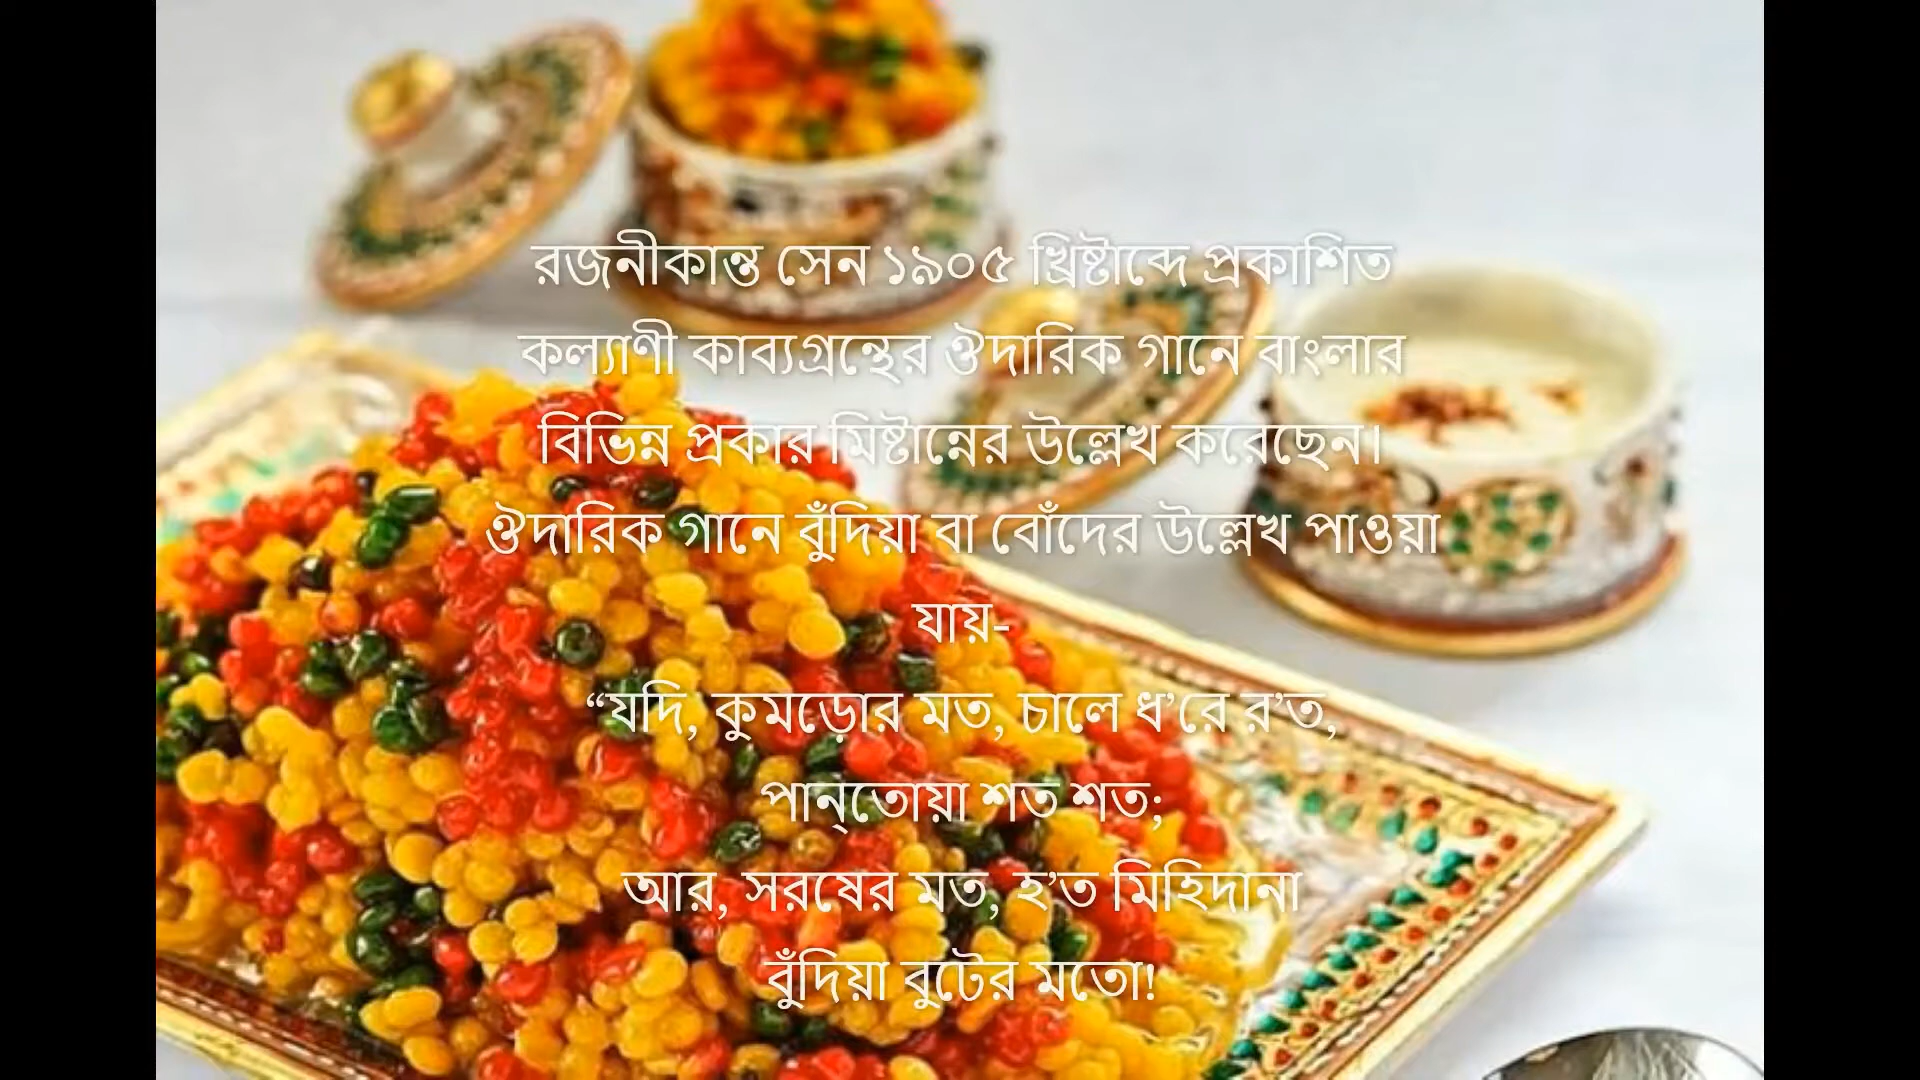 রজনীকান্ত সেন ১৯০৫ খ্রিষ্টাব্দে প্রকাশিত
কল্যাণী কাব্যগ্রন্থের ঔদারিক গানে বাংলার
বিভিন্ন প্রকার মিষ্টান্নের উল্লেখ করেছেন।
ঔদারিক গানে বুঁদিয়া বা বোঁদের উল্লেখ পাওয়া
যায়-
“যদি, কুমড়োর মত, চালে ধ’রে র’ত,
পান্‌তোয়া শত শত;
আর, সরষের মত, হ’ত মিহিদানা
বুঁদিয়া বুটের মতো!